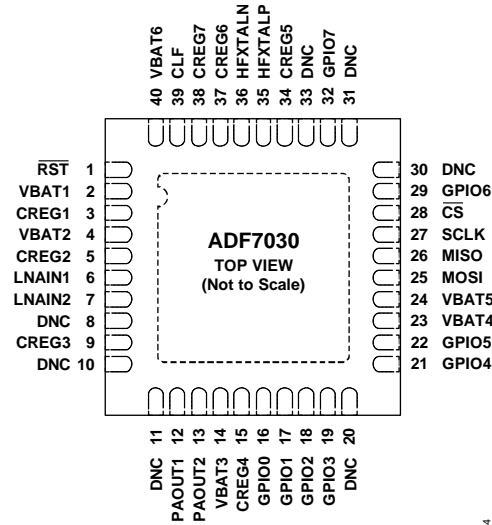 40 VBAT6
39 CLF
38 CREG7
37 CREG6
36 HFXTALN
35 HFXTALP
34 CREG5
33 DNC
32 GPIO7
31 DNC
RST 1
VBAT1 2
CREG1 3
VBAT2 4
CREG2 5
LNAIN1 6
LNAIN2 7
DNC 8
CREG3 9
DNC 10
ADF7030
TOP VIEW
(Not to Scale)
30 DNC
29 GPIO6
28 CS
27 SCLK
26 MISO
25 MOSI
24 VBAT5
23 VBAT4
22 GPIO5
21 GPIO4
DNC 11
PAOUT1 12
PAOUT2 13
VBAT3 14
CREG4 15
GPIO0 16
GPIO1 17
GPIO2 18
GPIO3 19
DNC 20
4